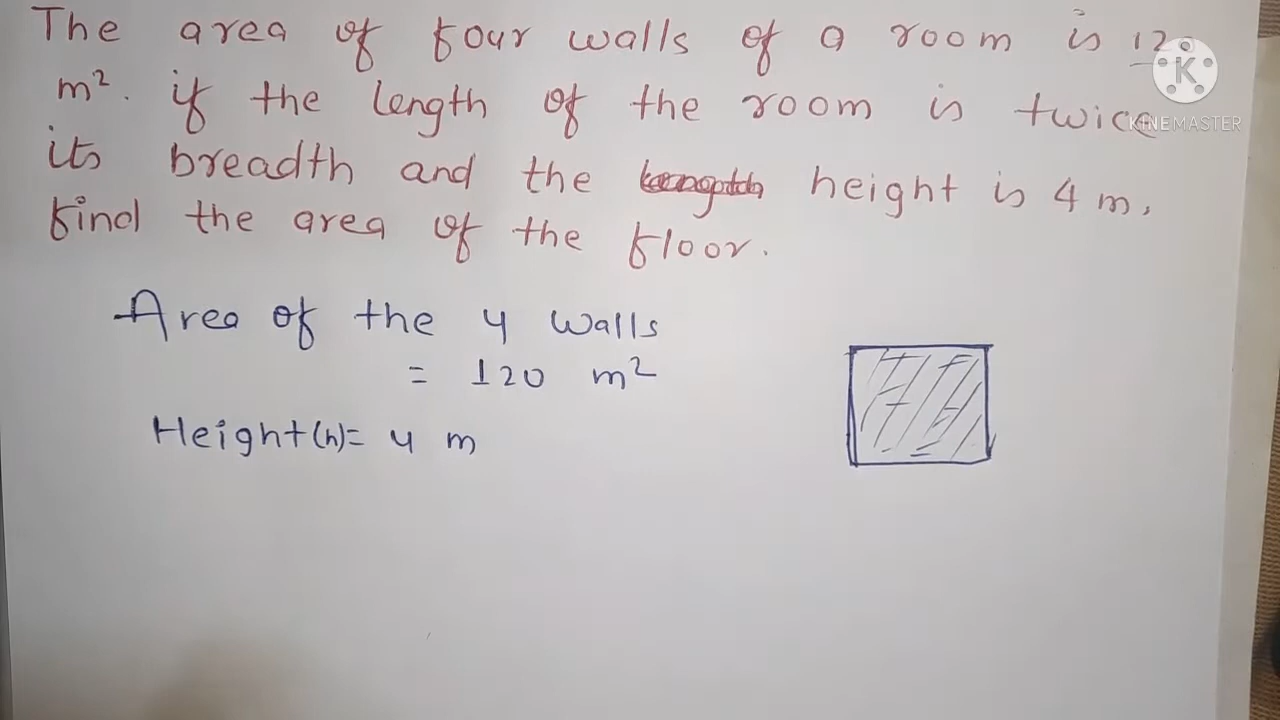 The area of four walls of a room is 120
m². if the length of the room is twice
its breadth and the height is 4 m,
find the area of the floor.
Area of the 4 walls
= 120 m²
Height(h)= 4 m
K
KINEMASTER